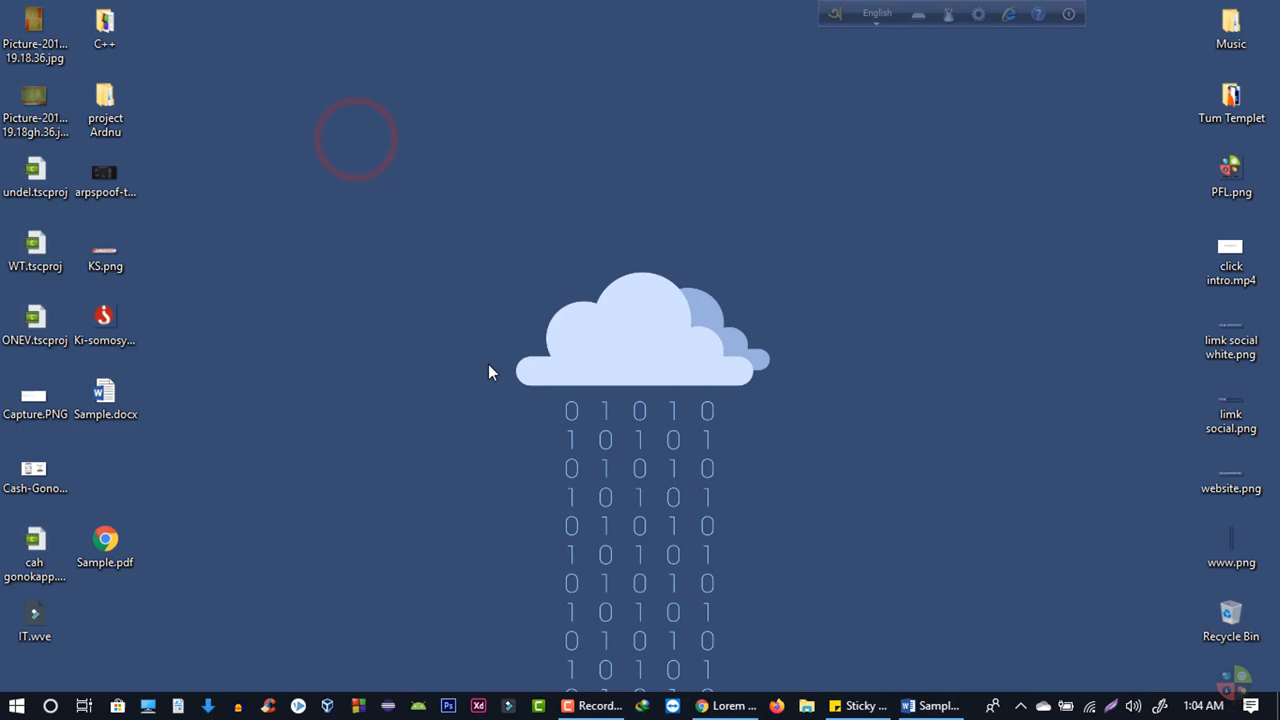 English
Picture-201...
19.18.36.jpg
C++
Picture-201...
19.18gh.36.j...
project
Ardnu
undel.tscproj
arpspoof-t...
WT.tscproj
KS.png
ONEV.tscproj
Ki-somosy...
Capture.PNG
Sample.docx
Cash-Gono...
cah
gonokapp....
Sample.pdf
IT.wve
0 1 0 1 0
1 0 1 0 1
0 1 0 1 0
1 0 1 0 1
0 1 0 1 0
1 0 1 0 1
0 1 0 1 0
1 0 1 0 1
0 1 0 1 0
1 0 1 0 1
Music
Tum Templet
PFL.png
click
intro.mp4
limk social
white.png
limk
social.png
website.png
www.png
Recycle Bin
Ps
Xd
Record...
Lorem ...
Sticky ...
Sampl...
1:04 AM